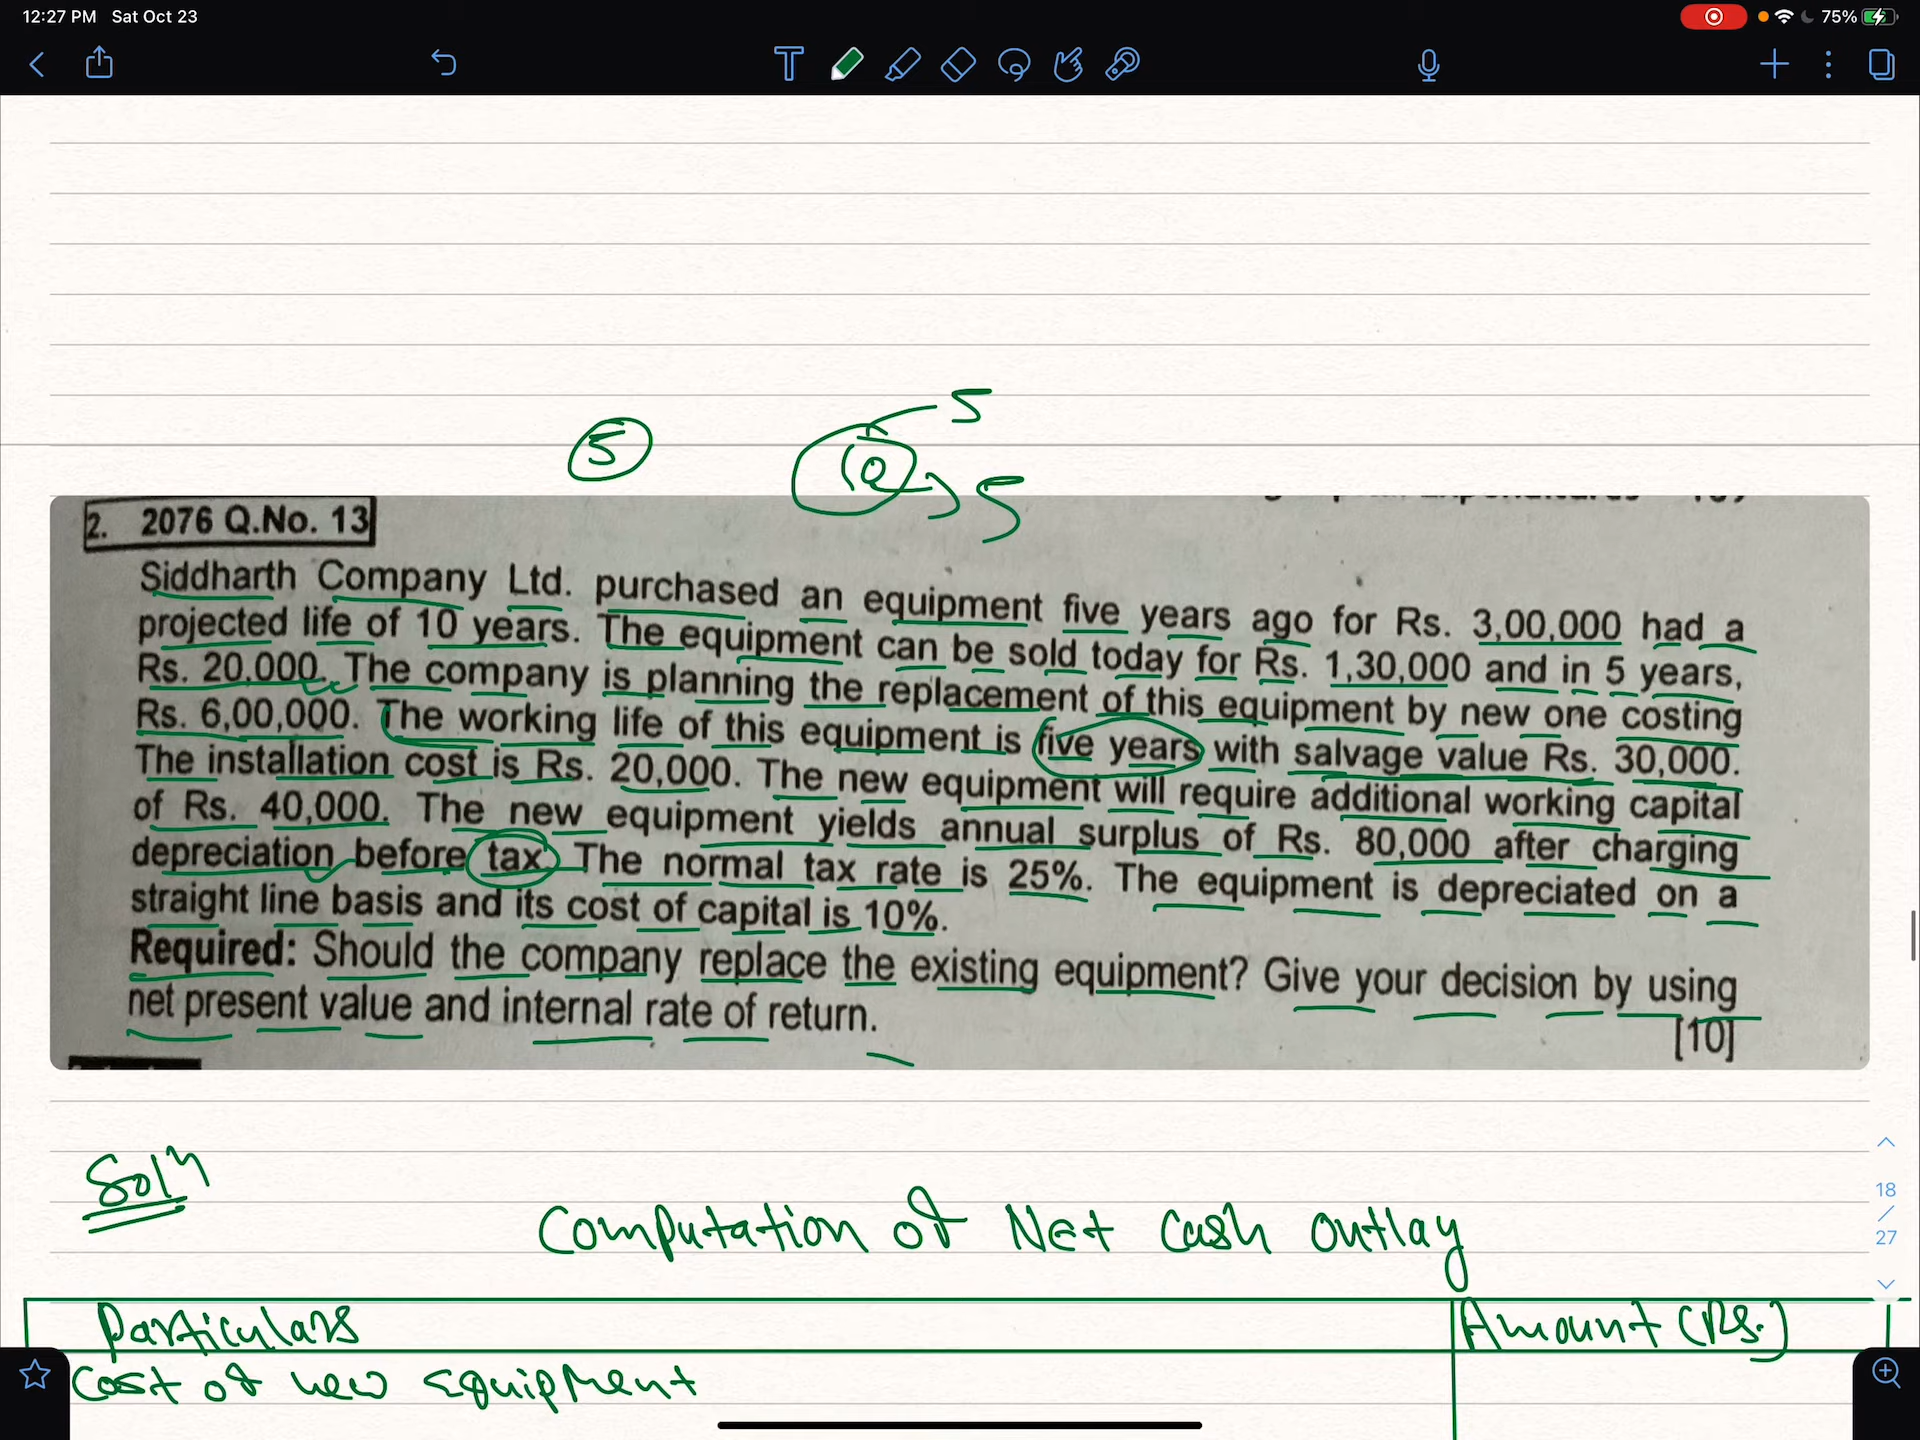 12:27 PM Sat Oct 23
75%
5
5
10
5
2. 2076 Q.No. 13
Siddharth Company Ltd. purchased an equipment five years ago for Rs. 3,00,000 had a
projected life of 10 years. The equipment can be sold today for Rs. 1,30,000 and in 5 years,
Rs. 20,000. The company is planning the replacement of this equipment by new one costing
Rs. 6,00,000. The working life of this equipment is five years with salvage value Rs. 30,000.
The installation cost is Rs. 20,000. The new equipment will require additional working capital
of Rs. 40,000. The new equipment yields annual surplus of Rs. 80,000 after charging
depreciation before tax. The normal tax rate is 25%. The equipment is depreciated on a
straight line basis and its cost of capital is 10%.
Required: Should the company replace the existing equipment? Give your decision by using
net present value and internal rate of return.
[10]
Soln
Computation of Net Cash Outlay
18
/
27
Particulars Amount (Rs.)
Cost of new equipment